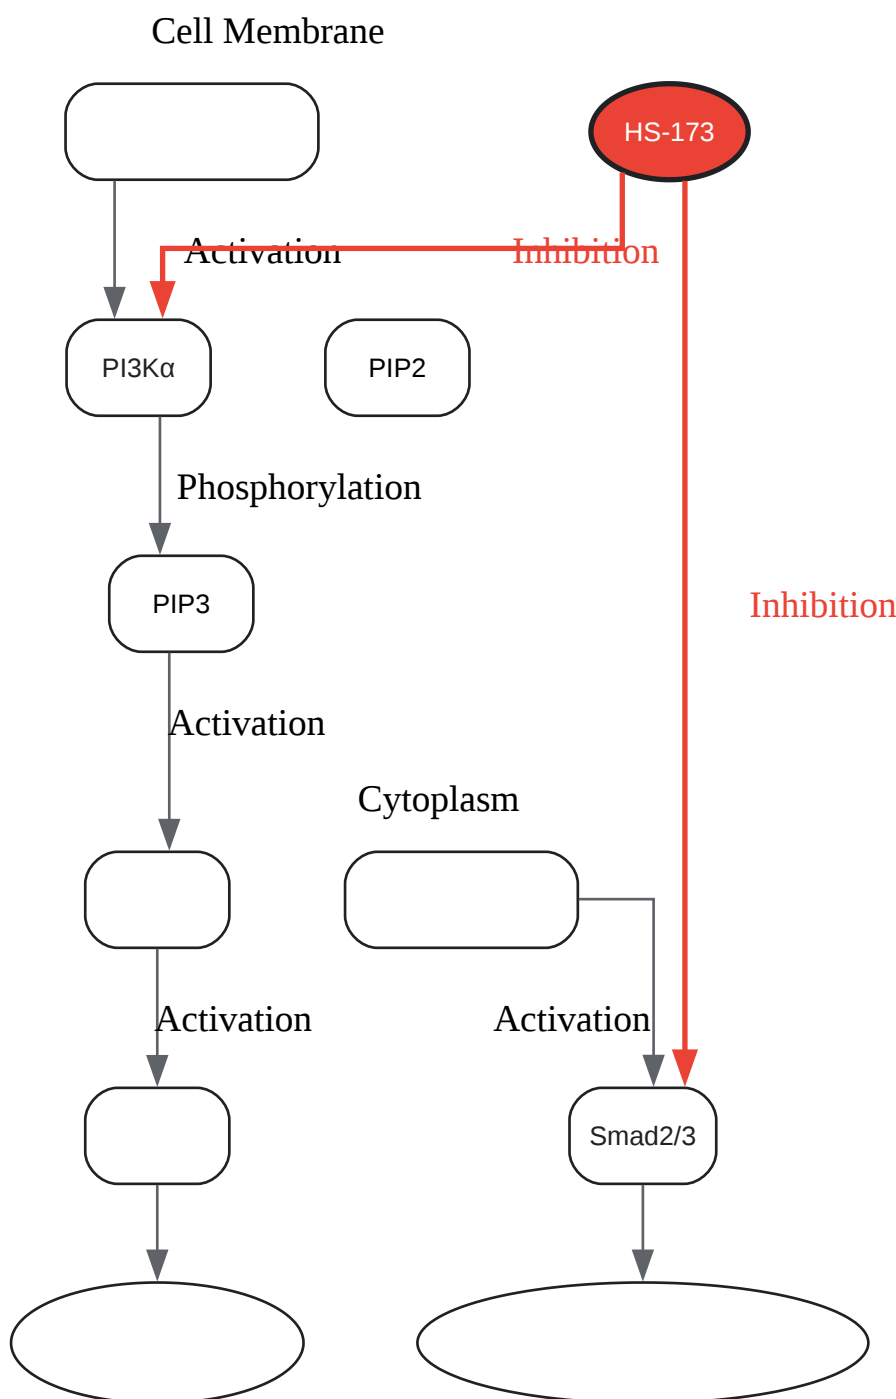 Cell Membrane
HS-173
Activation
Inhibition
PI3Kα
PIP2
Phosphorylation
PIP3
Inhibition
Activation
Cytoplasm
Activation
Activation
Smad2/3